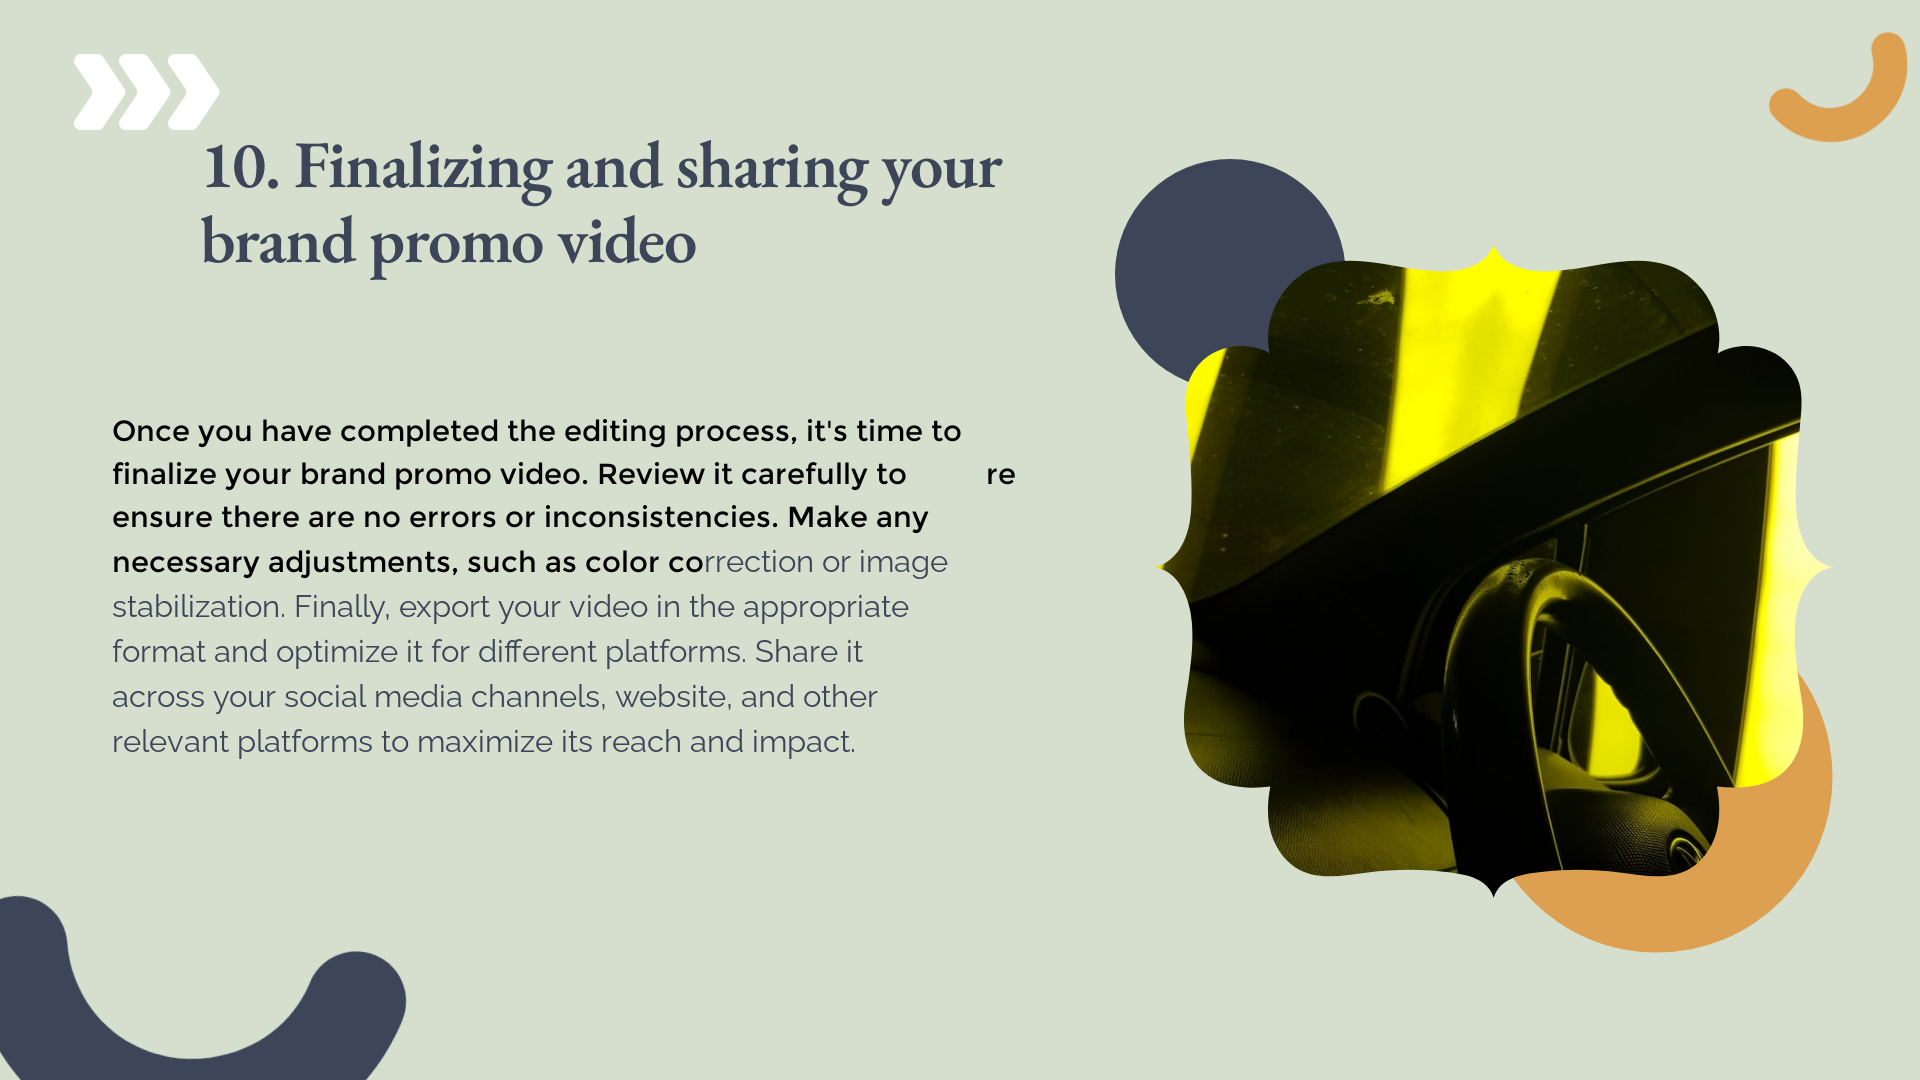 10. Finalizing and sharing your
brand promo video
Once you have completed the editing process, it's time to
finalize your brand promo video. Review it carefully to re
ensure there are no errors or inconsistencies. Make any
necessary adjustments, such as color correction or image
stabilization. Finally, export your video in the appropriate
format and optimize it for different platforms. Share it
across your social media channels, website, and other
relevant platforms to maximize its reach and impact.